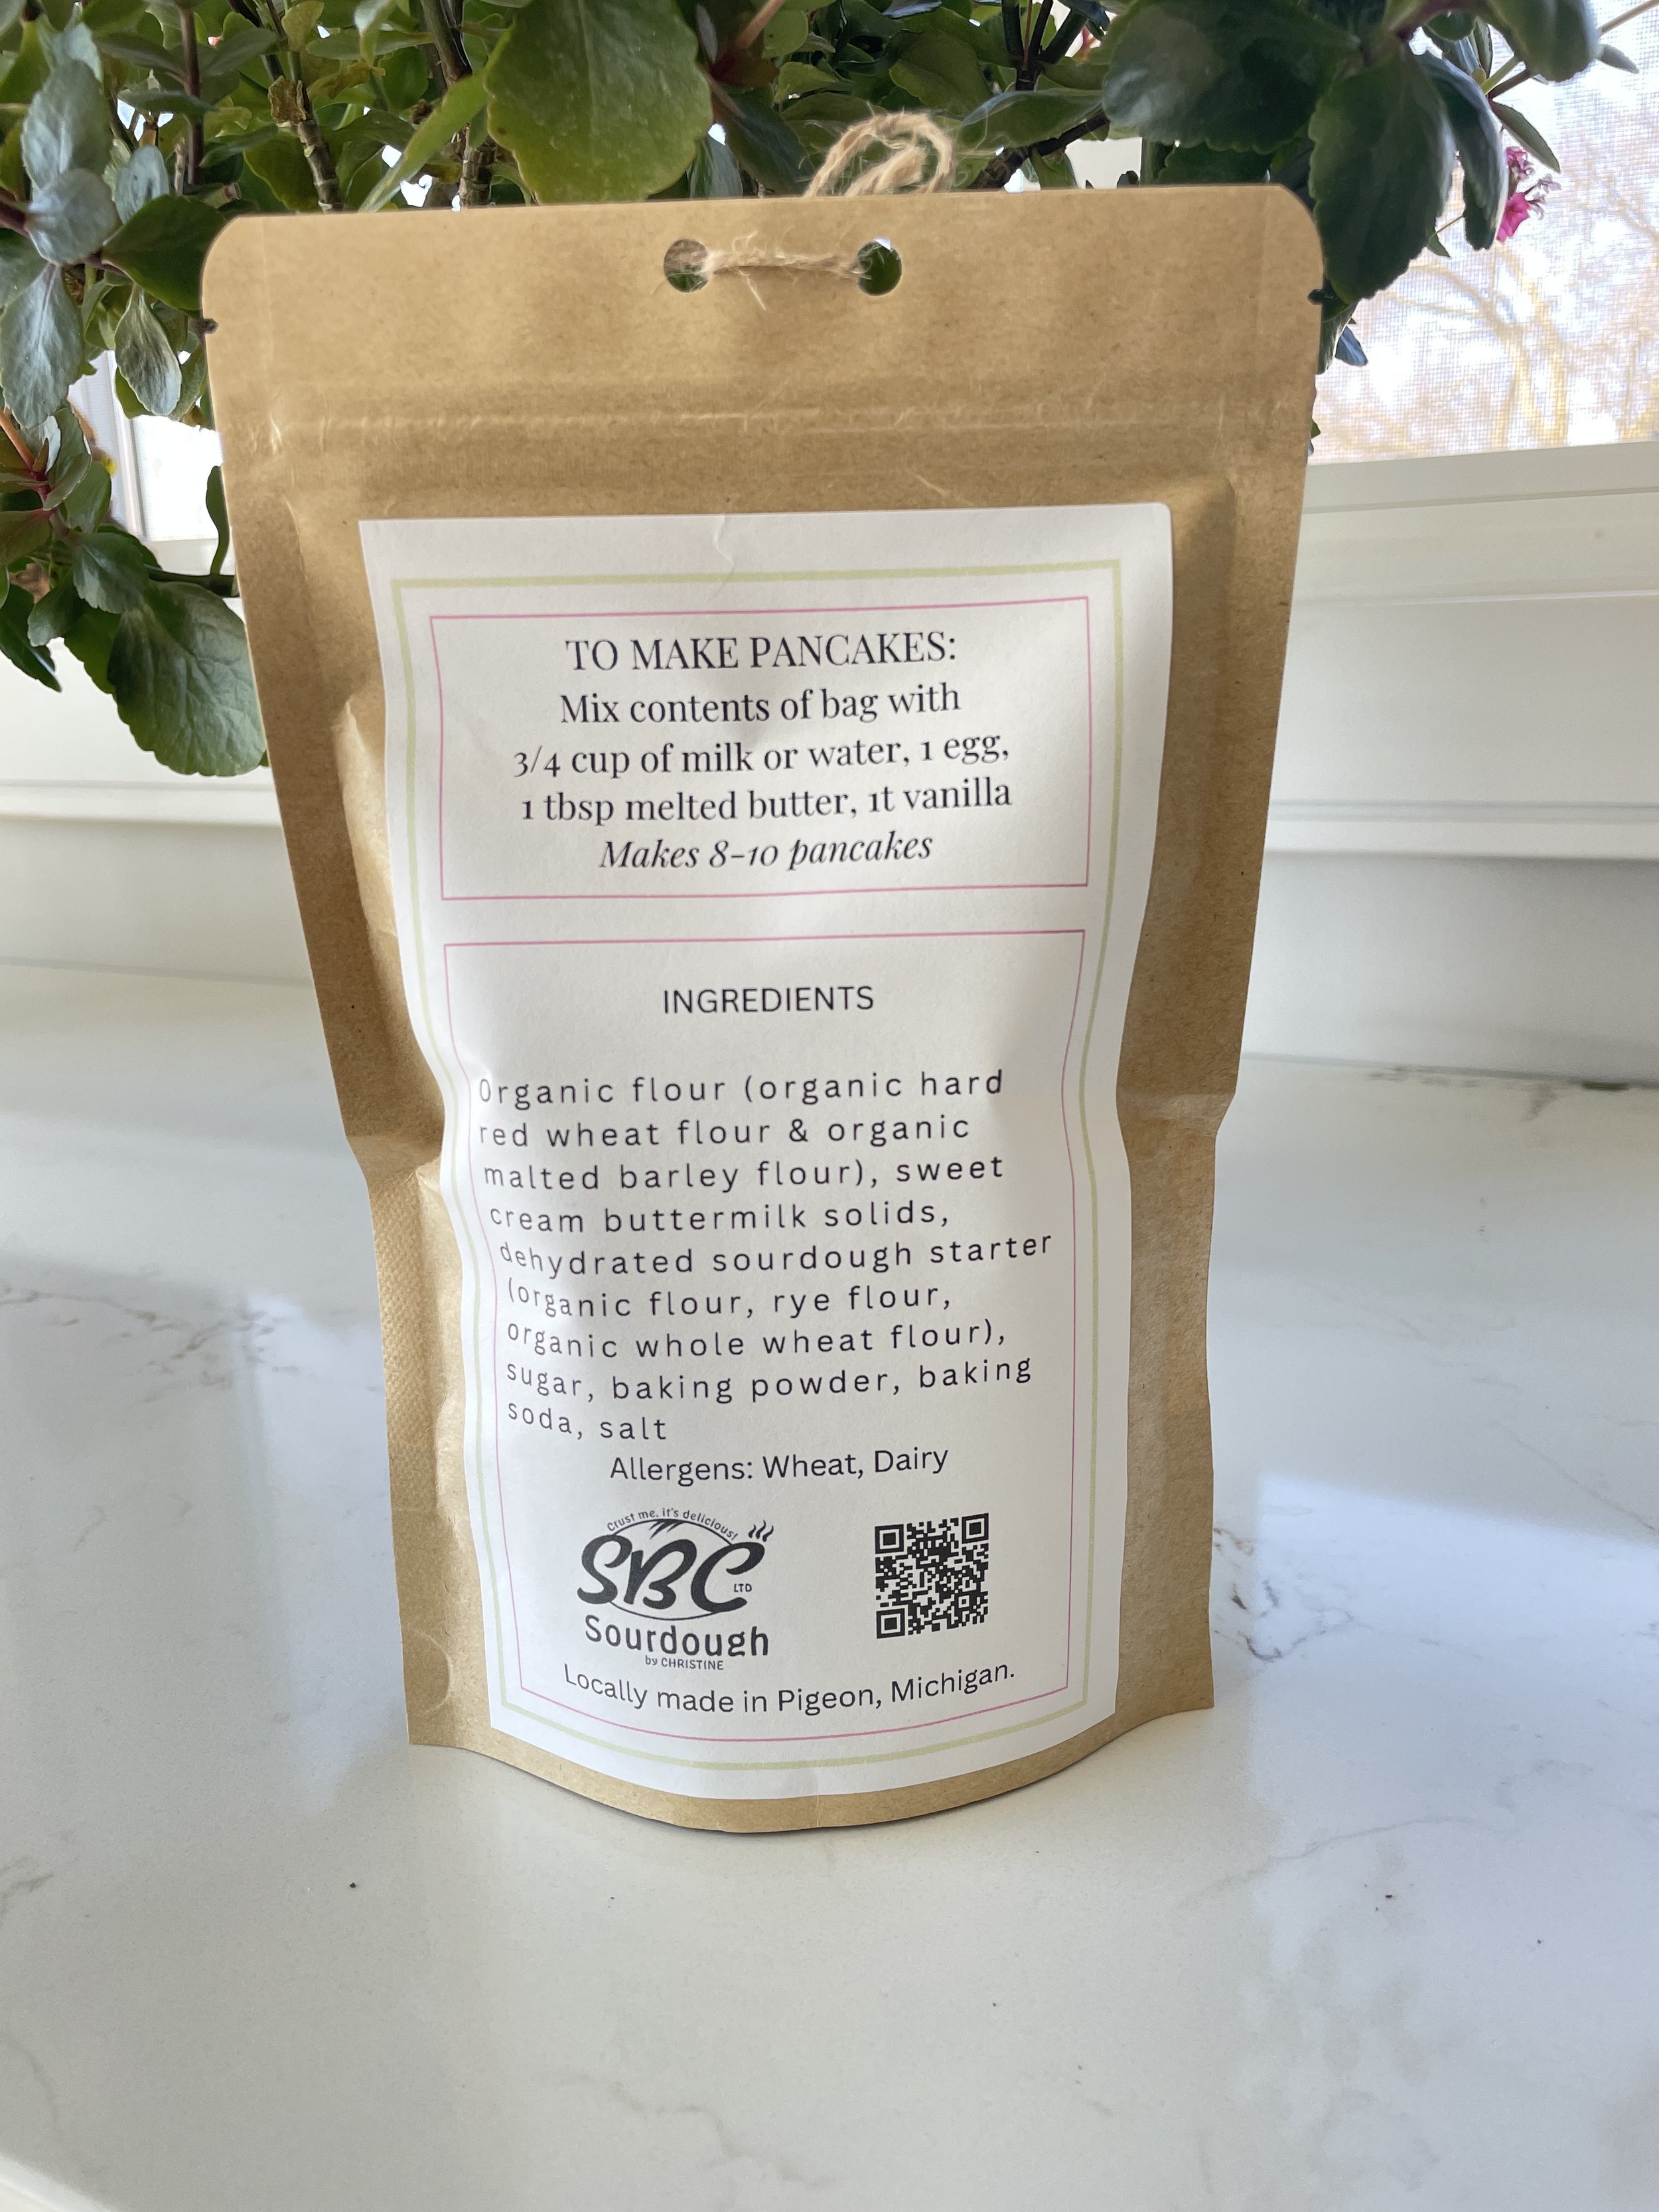 TO MAKE PANCAKES:
Mix contents of bag with
3/4 cup of milk or water, 1 egg,
1 tbsp melted butter, 1t vanilla
Makes 8-10 pancakes
INGREDIENTS
Organic flour (organic hard
red wheat flour & organic
malted barley flour), sweet
cream buttermilk solids,
dehydrated sourdough starter
(organic flour, rye flour,
organic whole wheat flour),
sugar, baking powder, baking
soda, salt
Allergens: Wheat, Dairy
Crust me, it's delicious!
SBC
LTD
Sourdough
by CHRISTINE
Locally made in Pigeon, Michigan.